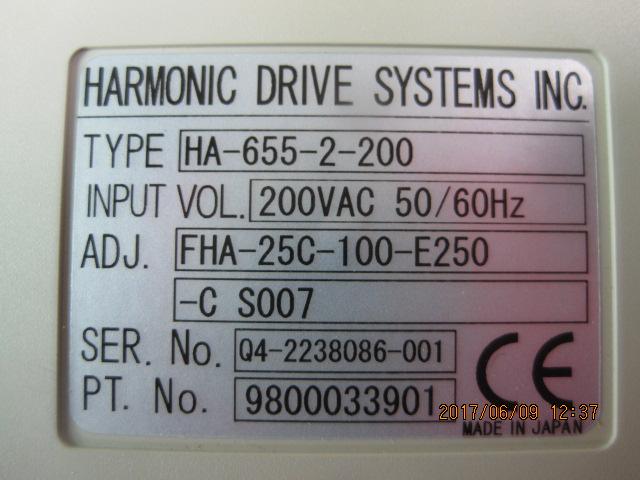 HARMONIC DRIVE SYSTEMS INC.
TYPE HA-655-2-200
INPUT VOL. 200VAC 50/60Hz
ADJ. FHA-25C-100-E250
-C S007
SER. No. Q4-2238086-001
PT. No. 9800033901
CE
2017/06/09 12:37
MADE IN JAPAN